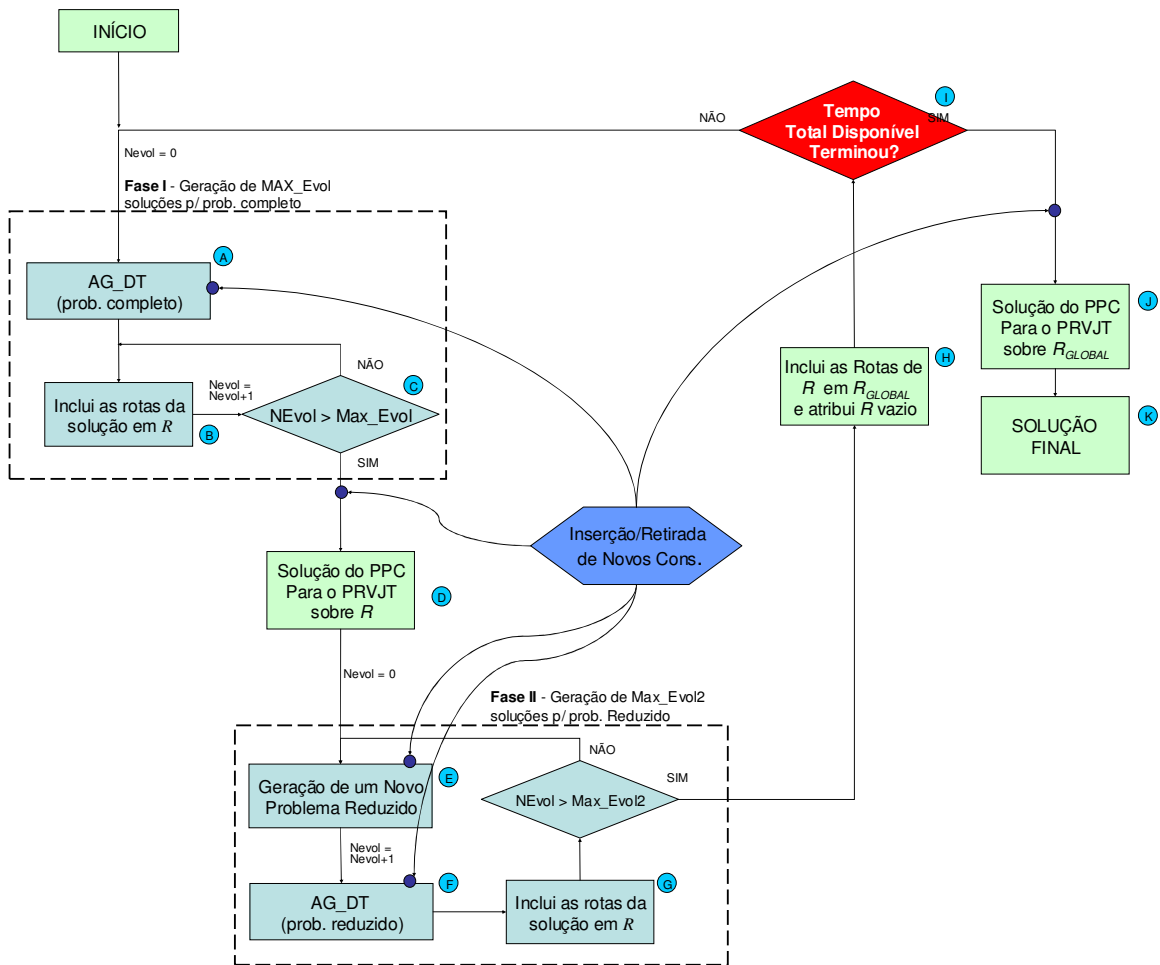 INÍCIO
I
Tempo
Total Disponível
Terminou?
NÃO
SIM
Nevol = 0
Fase I - Geração de MAX_Evol
soluções p/ prob. completo
A
AG_DT
(prob. completo)
NÃO
C
Nevol =
Nevol+1
Inclui as rotas da
solução em R
B
NEvol > Max_Evol
SIM
J
Solução do PPC
Para o PRVJT
sobre R_GLOBAL
H
Inclui as Rotas de
R em R_GLOBAL
e atribui R vazio
K
SOLUÇÃO
FINAL
Inserção/Retirada
de Novos Cons.
Solução do PPC
Para o PRVJT
sobre R
D
Nevol = 0
Fase II - Geração de Max_Evol2
soluções p/ prob. Reduzido
NÃO
SIM
E
Geração de um Novo
Problema Reduzido
NEvol > Max_Evol2
Nevol =
Nevol+1
F
AG_DT
(prob. reduzido)
G
Inclui as rotas da
solução em R